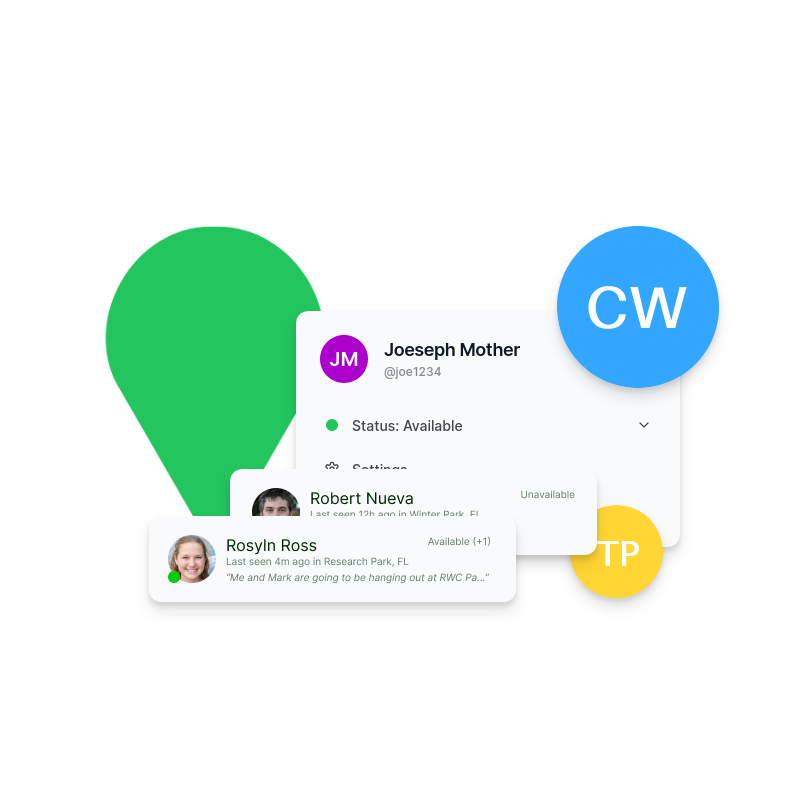 CW
JM
Joeseph Mother
@joe1234
Status: Available
Settings
Robert Nueva
Unavailable
Last seen 12h ago in Winter Park, FL
Rosyln Ross
Available (+1)
Last seen 4m ago in Research Park, FL
“Me and Mark are going to be hanging out at RWC Pa...”
TP